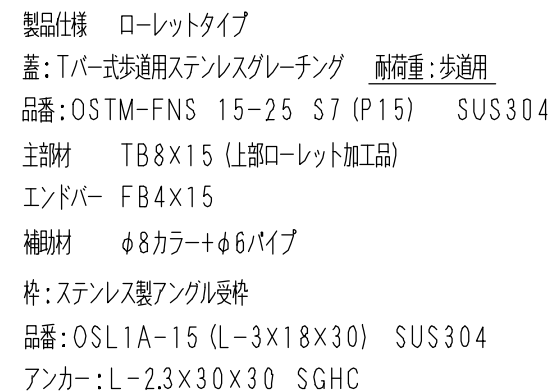 製品仕様　ローレットタイプ
蓋：Tバー式歩道用ステンレスグレーチング　耐荷重：歩道用
品番：OSTM-FNS 15-25 S7 (P15)　SUS304
主部材　TB8×15 (上部ローレット加工品)
エンドバー FB4×15
補助材　φ8カラー+φ6パイプ
枠：ステンレス製アングル受枠
品番：OSL1A-15 (L-3×18×30)　SUS304
アンカー：L-2.3×30×30 SGHC